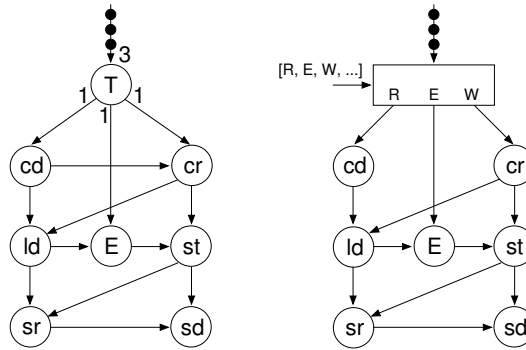 3
T
1 1 1
cd cr
ld E st
sr sd
[R, E, W, ...]
R E W
cd cr
ld E st
sr sd